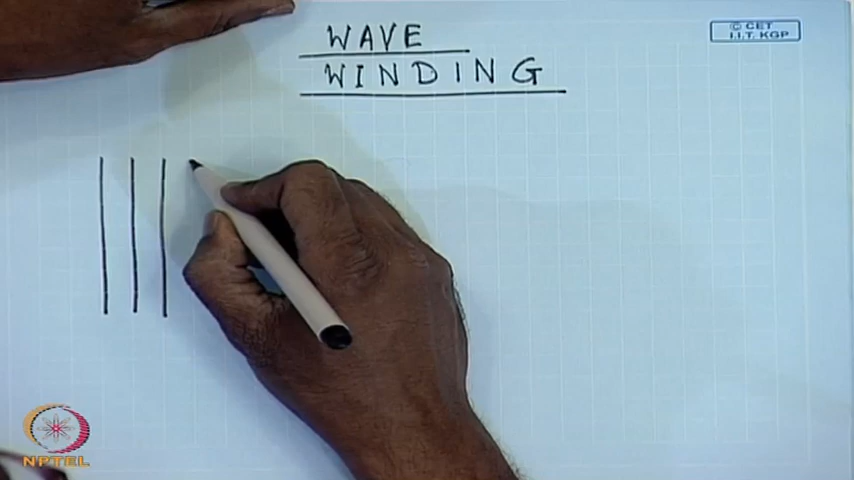 WAVE
WINDING
© CET
I.I.T. KGP
NPTEL